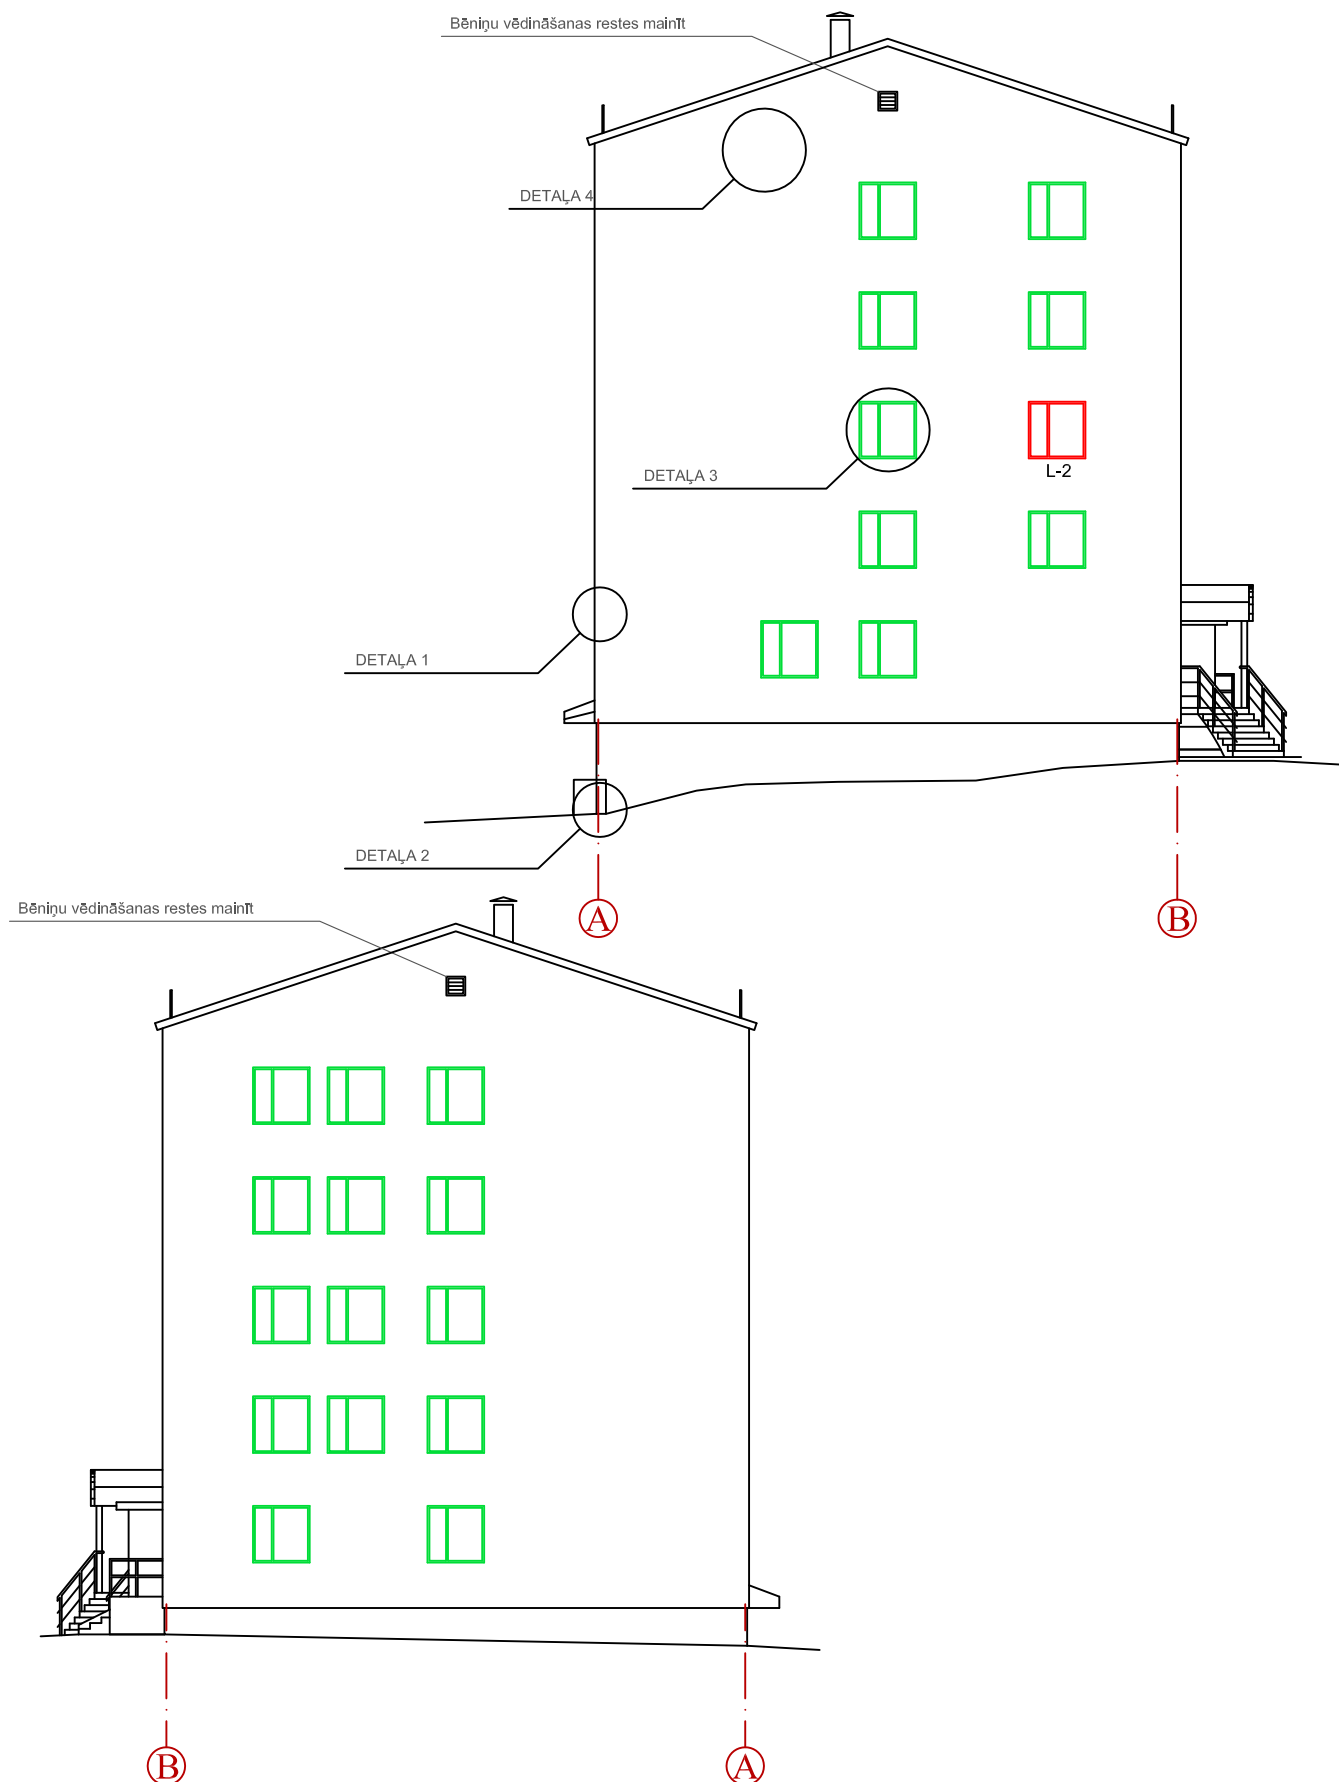 Bēniņu vēdināšanas restes mainīt
DETAĻA 4
DETAĻA 3
L-2
DETAĻA 1
DETAĻA 2
A
B
Bēniņu vēdināšanas restes mainīt
B
A